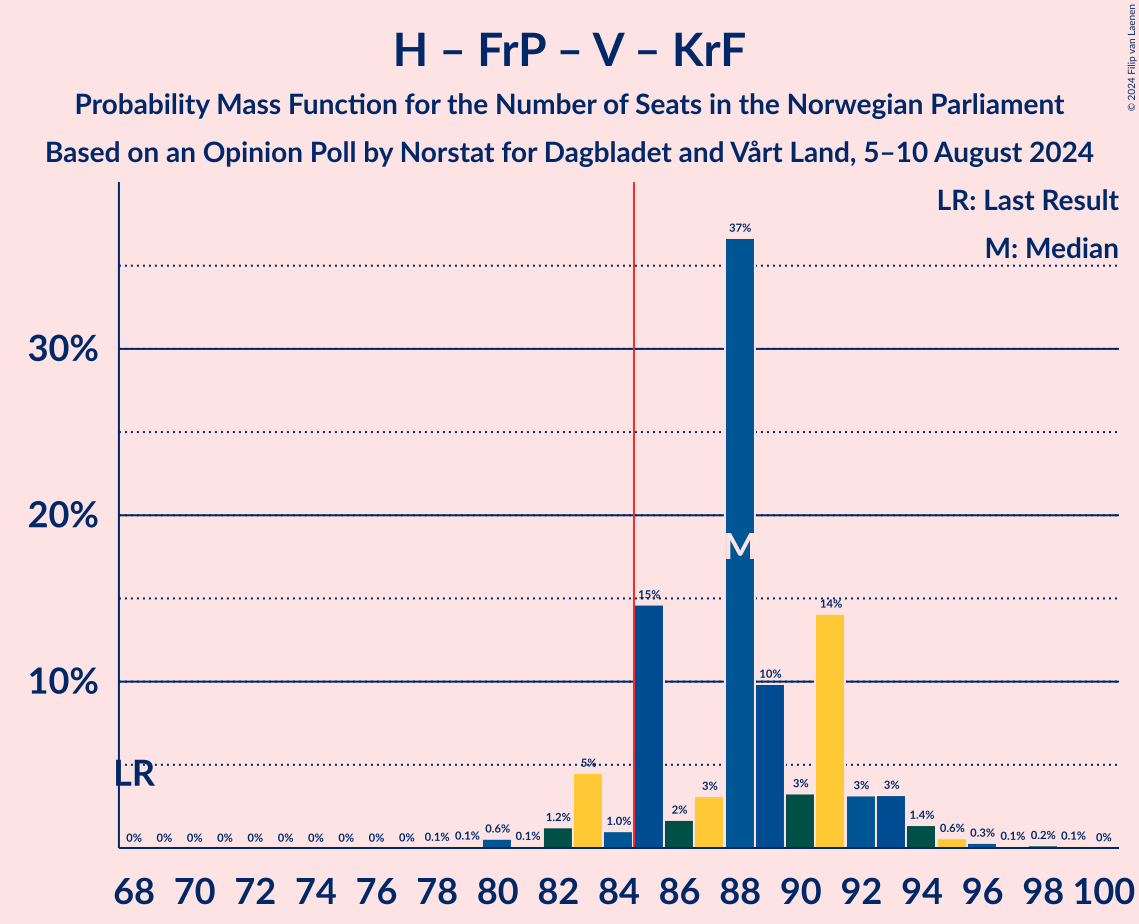 H – FrP – V – KrF
Probability Mass Function for the Number of Seats in the Norwegian Parliament
Based on an Opinion Poll by Norstat for Dagbladet and Vårt Land, 5–10 August 2024
© 2024 Filip van Laenen
LR: Last Result
M: Median
30%
20%
10%
LR
M
0% 0% 0% 0% 0% 0% 0% 0% 0% 0% 0.1% 0.1% 0.6% 0.1% 1.2% 5% 1.0% 15% 2% 3% 37% 10% 3% 14% 3% 3% 1.4% 0.6% 0.3% 0.1% 0.2% 0.1% 0%
68 70 72 74 76 78 80 82 84 86 88 90 92 94 96 98 100